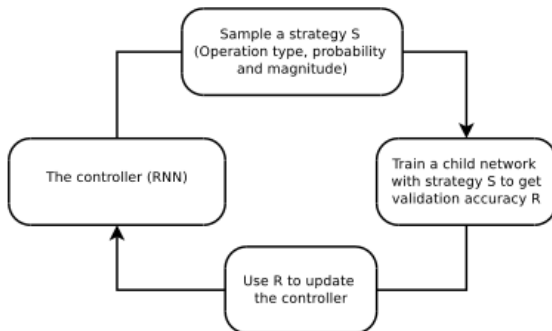 Sample a strategy S
(Operation type, probability
and magnitude)
The controller (RNN)
Train a child network
with strategy S to get
validation accuracy R
Use R to update
the controller